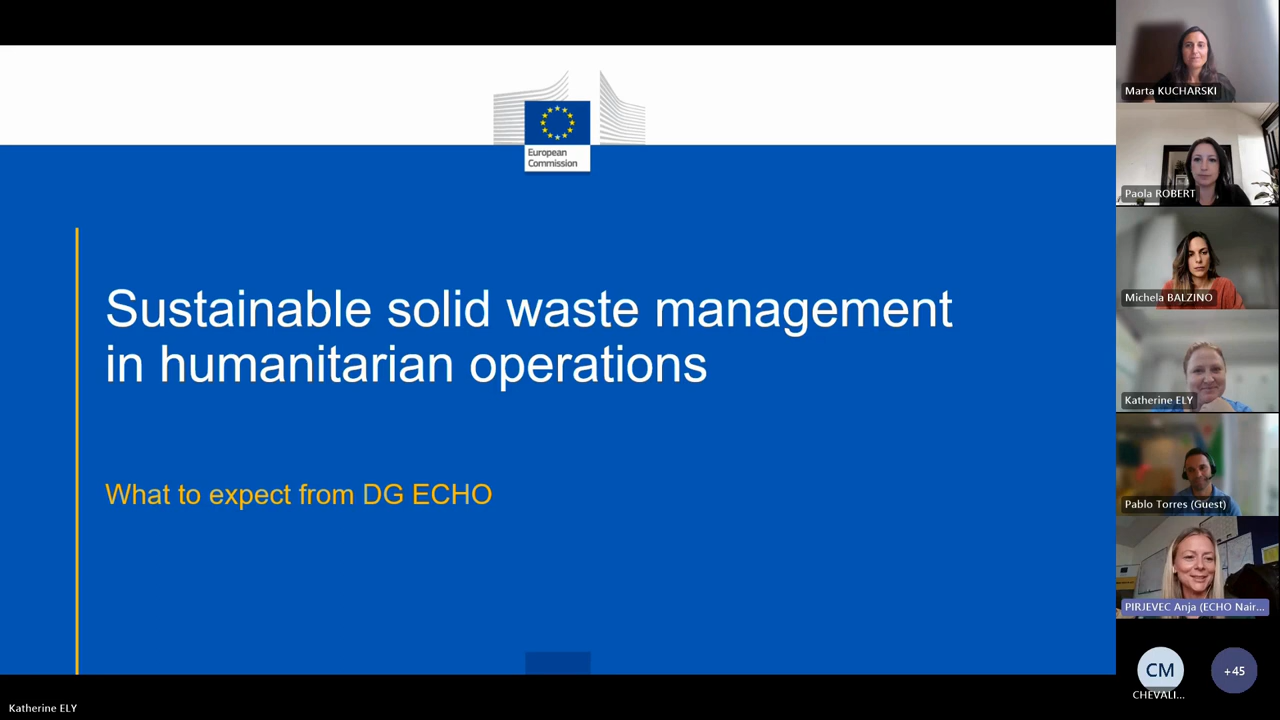 European
Commission
Sustainable solid waste management
in humanitarian operations
What to expect from DG ECHO
Marta KUCHARSKI
Paola ROBERT
Michela BALZINO
Katherine ELY
Pablo Torres (Guest)
PIRJEVEC Anja (ECHO Nair...
CM
CHEVALI...
+45
Katherine ELY